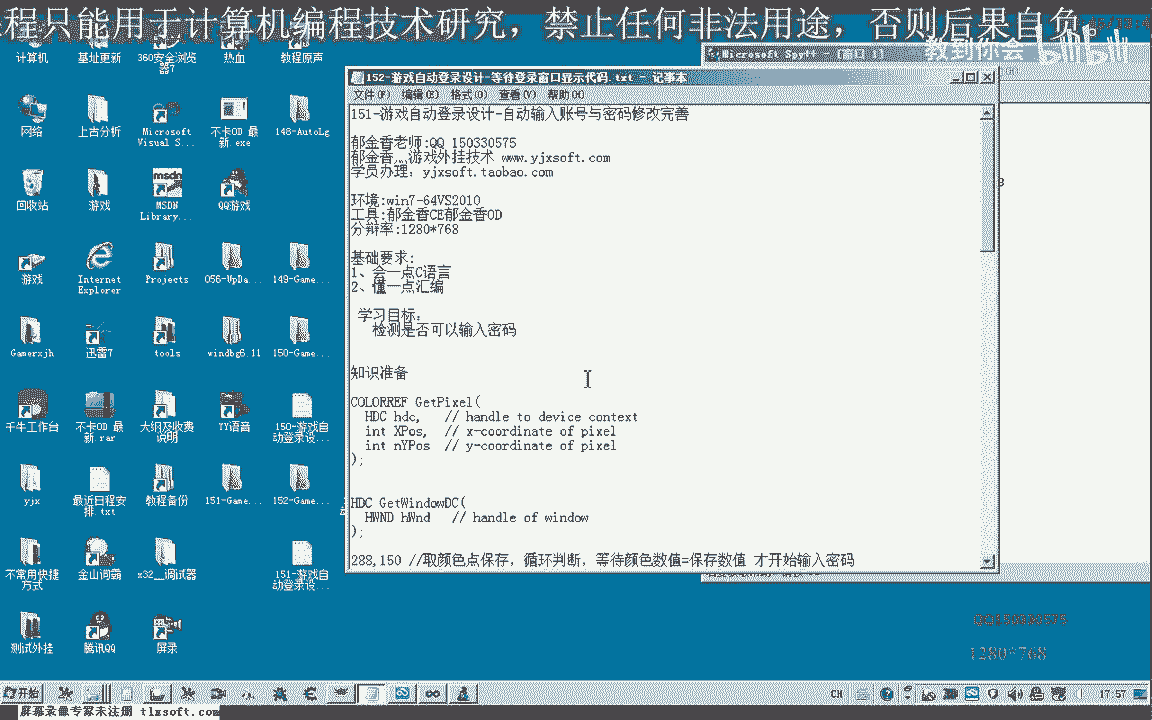 程只能用于计算机编程技术研究，禁止任何非法用途，否则后果自负
教到你会 bilibili
计算机
基址更新
360安全浏览器7
热血
教程原声
网络
上古分析
Microsoft Visual S...
不卡OD 最新.exe
148-AutoLg
回收站
游戏
MSDN Library...
QQ游戏
游戏
Internet Explorer
Projects
056-UpDa...
149-Game...
Gamerxjh
迅雷7
tools
windbg6.11
150-Game...
千牛工作台
不卡OD 最新.rar
大纲及收费说明
YY语音
150-游戏自动登录设...
yjx
最近日程安排.txt
教程备份
151-Game...
152-Game...
不常用快捷方式
金山词霸
x32__调试器
151-游戏自动登录设...
测试外挂
腾讯QQ
屏录
Microsoft Spy++ - [窗口 1]
152-游戏自动登录设计-等待登录窗口显示代码.txt - 记事本
文件(F) 编辑(E) 格式(O) 查看(V) 帮助(H)
151-游戏自动登录设计-自动输入账号与密码修改完善
郁金香老师:QQ 150330575
郁金香灬游戏外挂技术 www.yjxsoft.com
学员办理：yjxsoft.taobao.com
环境:win7-64VS2010
工具:郁金香CE郁金香OD
分辩率:1280*768
基础要求:
1、会一点C语言
2、懂一点汇编
学习目标：
检测是否可以输入密码
知识准备
COLORREF GetPixel(
HDC hdc, // handle to device context
int XPos, // x-coordinate of pixel
int nYPos // y-coordinate of pixel
);
HDC GetWindowDC(
HWND hWnd // handle of window
);
288,150 //取颜色点保存，循环判断，等待颜色数值=保存数值 才开始输入密码
QQ150330575
1280*768
开始
CH
17:57
屏幕录像专家未注册 tlxsoft.com